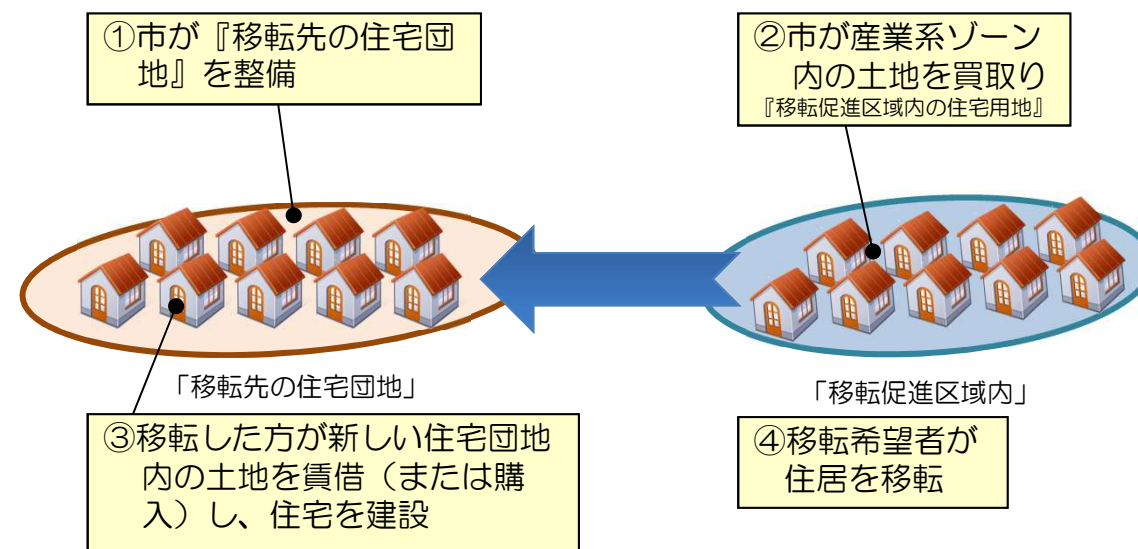 ①市が『移転先の住宅団
地』を整備
②市が産業系ゾーン
内の土地を買取り
『移転促進区域内の住宅用地』
「移転先の住宅団地」
「移転促進区域内」
③移転した方が新しい住宅団地
内の土地を賃借（または購
入）し、住宅を建設
④移転希望者が
住居を移転